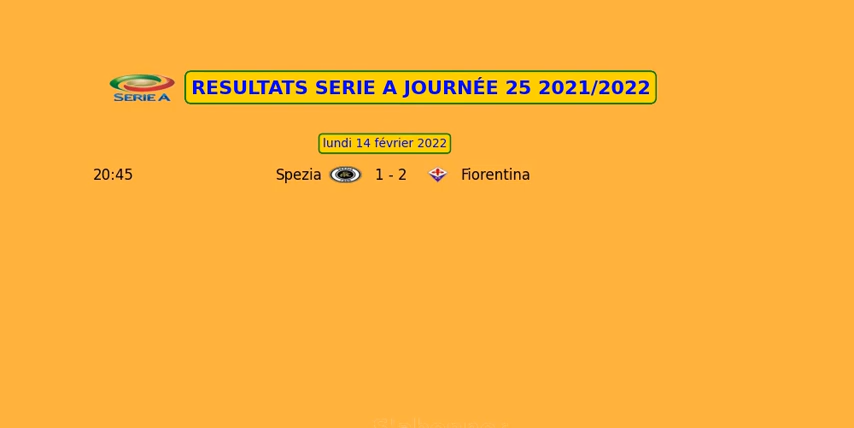 SERIE A
RESULTATS SERIE A JOURNÉE 25 2021/2022
lundi 14 février 2022
20:45 Spezia 1 - 2 Fiorentina